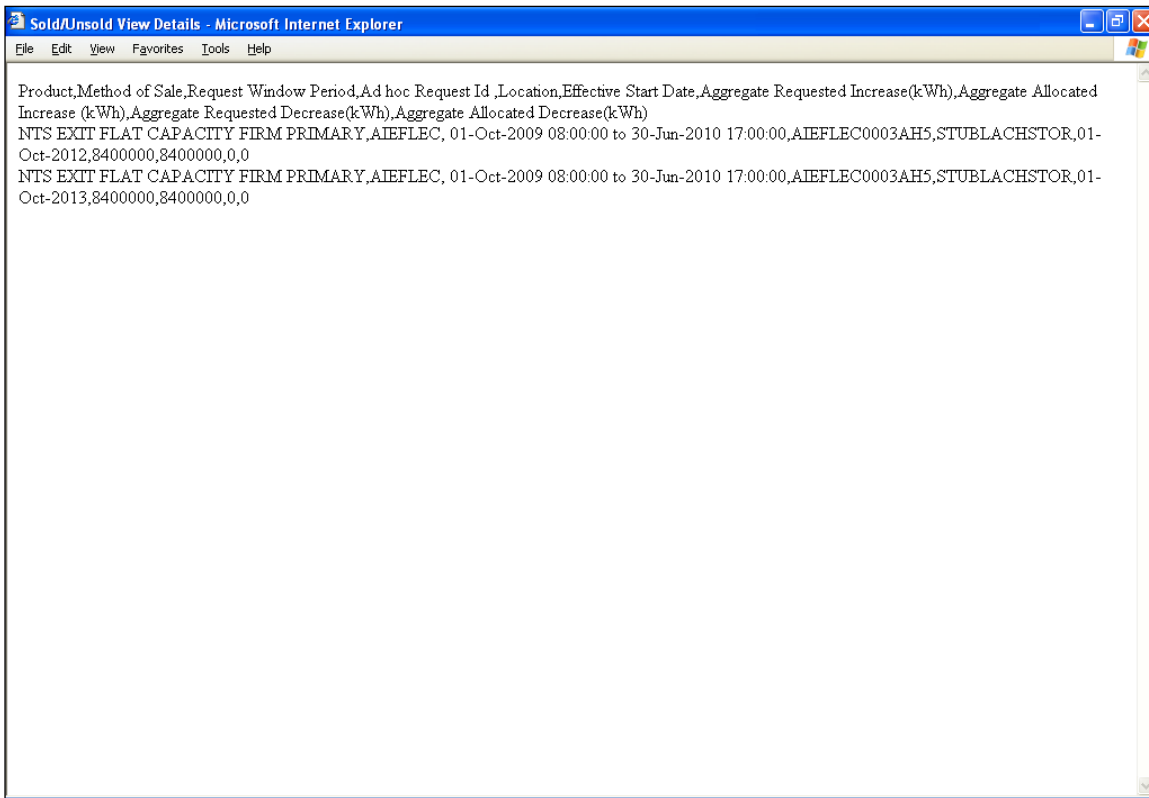 Sold/Unsold View Details - Microsoft Internet Explorer
File Edit View Favorites Tools Help
Product,Method of Sale,Request Window Period,Ad hoc Request Id ,Location,Effective Start Date,Aggregate Requested Increase(kWh),Aggregate Allocated
Increase (kWh),Aggregate Requested Decrease(kWh),Aggregate Allocated Decrease(kWh)
NTS EXIT FLAT CAPACITY FIRM PRIMARY,AIEFLEC, 01-Oct-2009 08:00:00 to 30-Jun-2010 17:00:00,AIEFLEC0003AH5,STUBLACHSTOR,01-
Oct-2012,8400000,8400000,0,0
NTS EXIT FLAT CAPACITY FIRM PRIMARY,AIEFLEC, 01-Oct-2009 08:00:00 to 30-Jun-2010 17:00:00,AIEFLEC0003AH5,STUBLACHSTOR,01-
Oct-2013,8400000,8400000,0,0